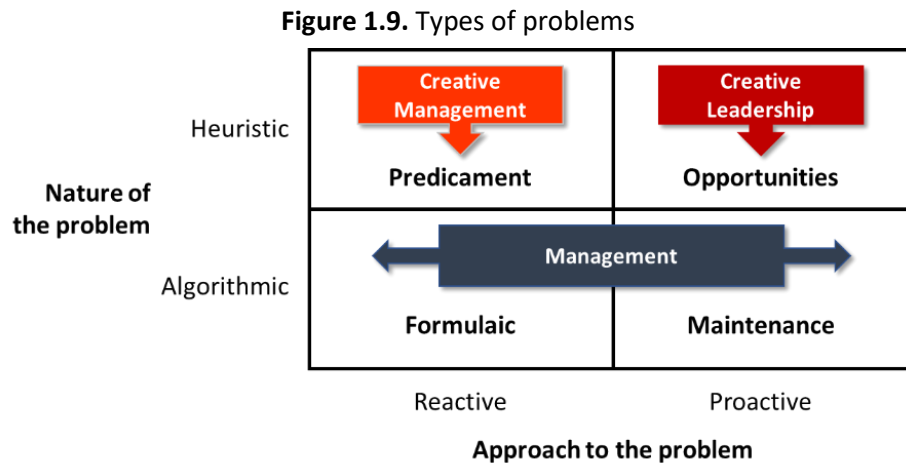 Figure 1.9. Types of problems
Creative
Management
Creative
Leadership
Heuristic
Predicament
Opportunities
Nature of
the problem
Management
Algorithmic
Formulaic
Maintenance
Reactive
Proactive
Approach to the problem